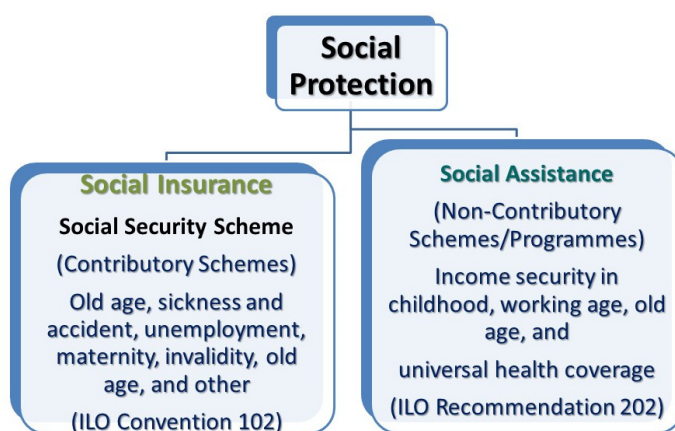 Social
Protection
Social Insurance
Social Security Scheme
(Contributory Schemes)
Old age, sickness and
accident, unemployment,
maternity, invalidity, old
age, and other
(ILO Convention 102)
Social Assistance
(Non-Contributory
Schemes/Programmes)
Income security in
childhood, working age, old
age, and
universal health coverage
(ILO Recommendation 202)